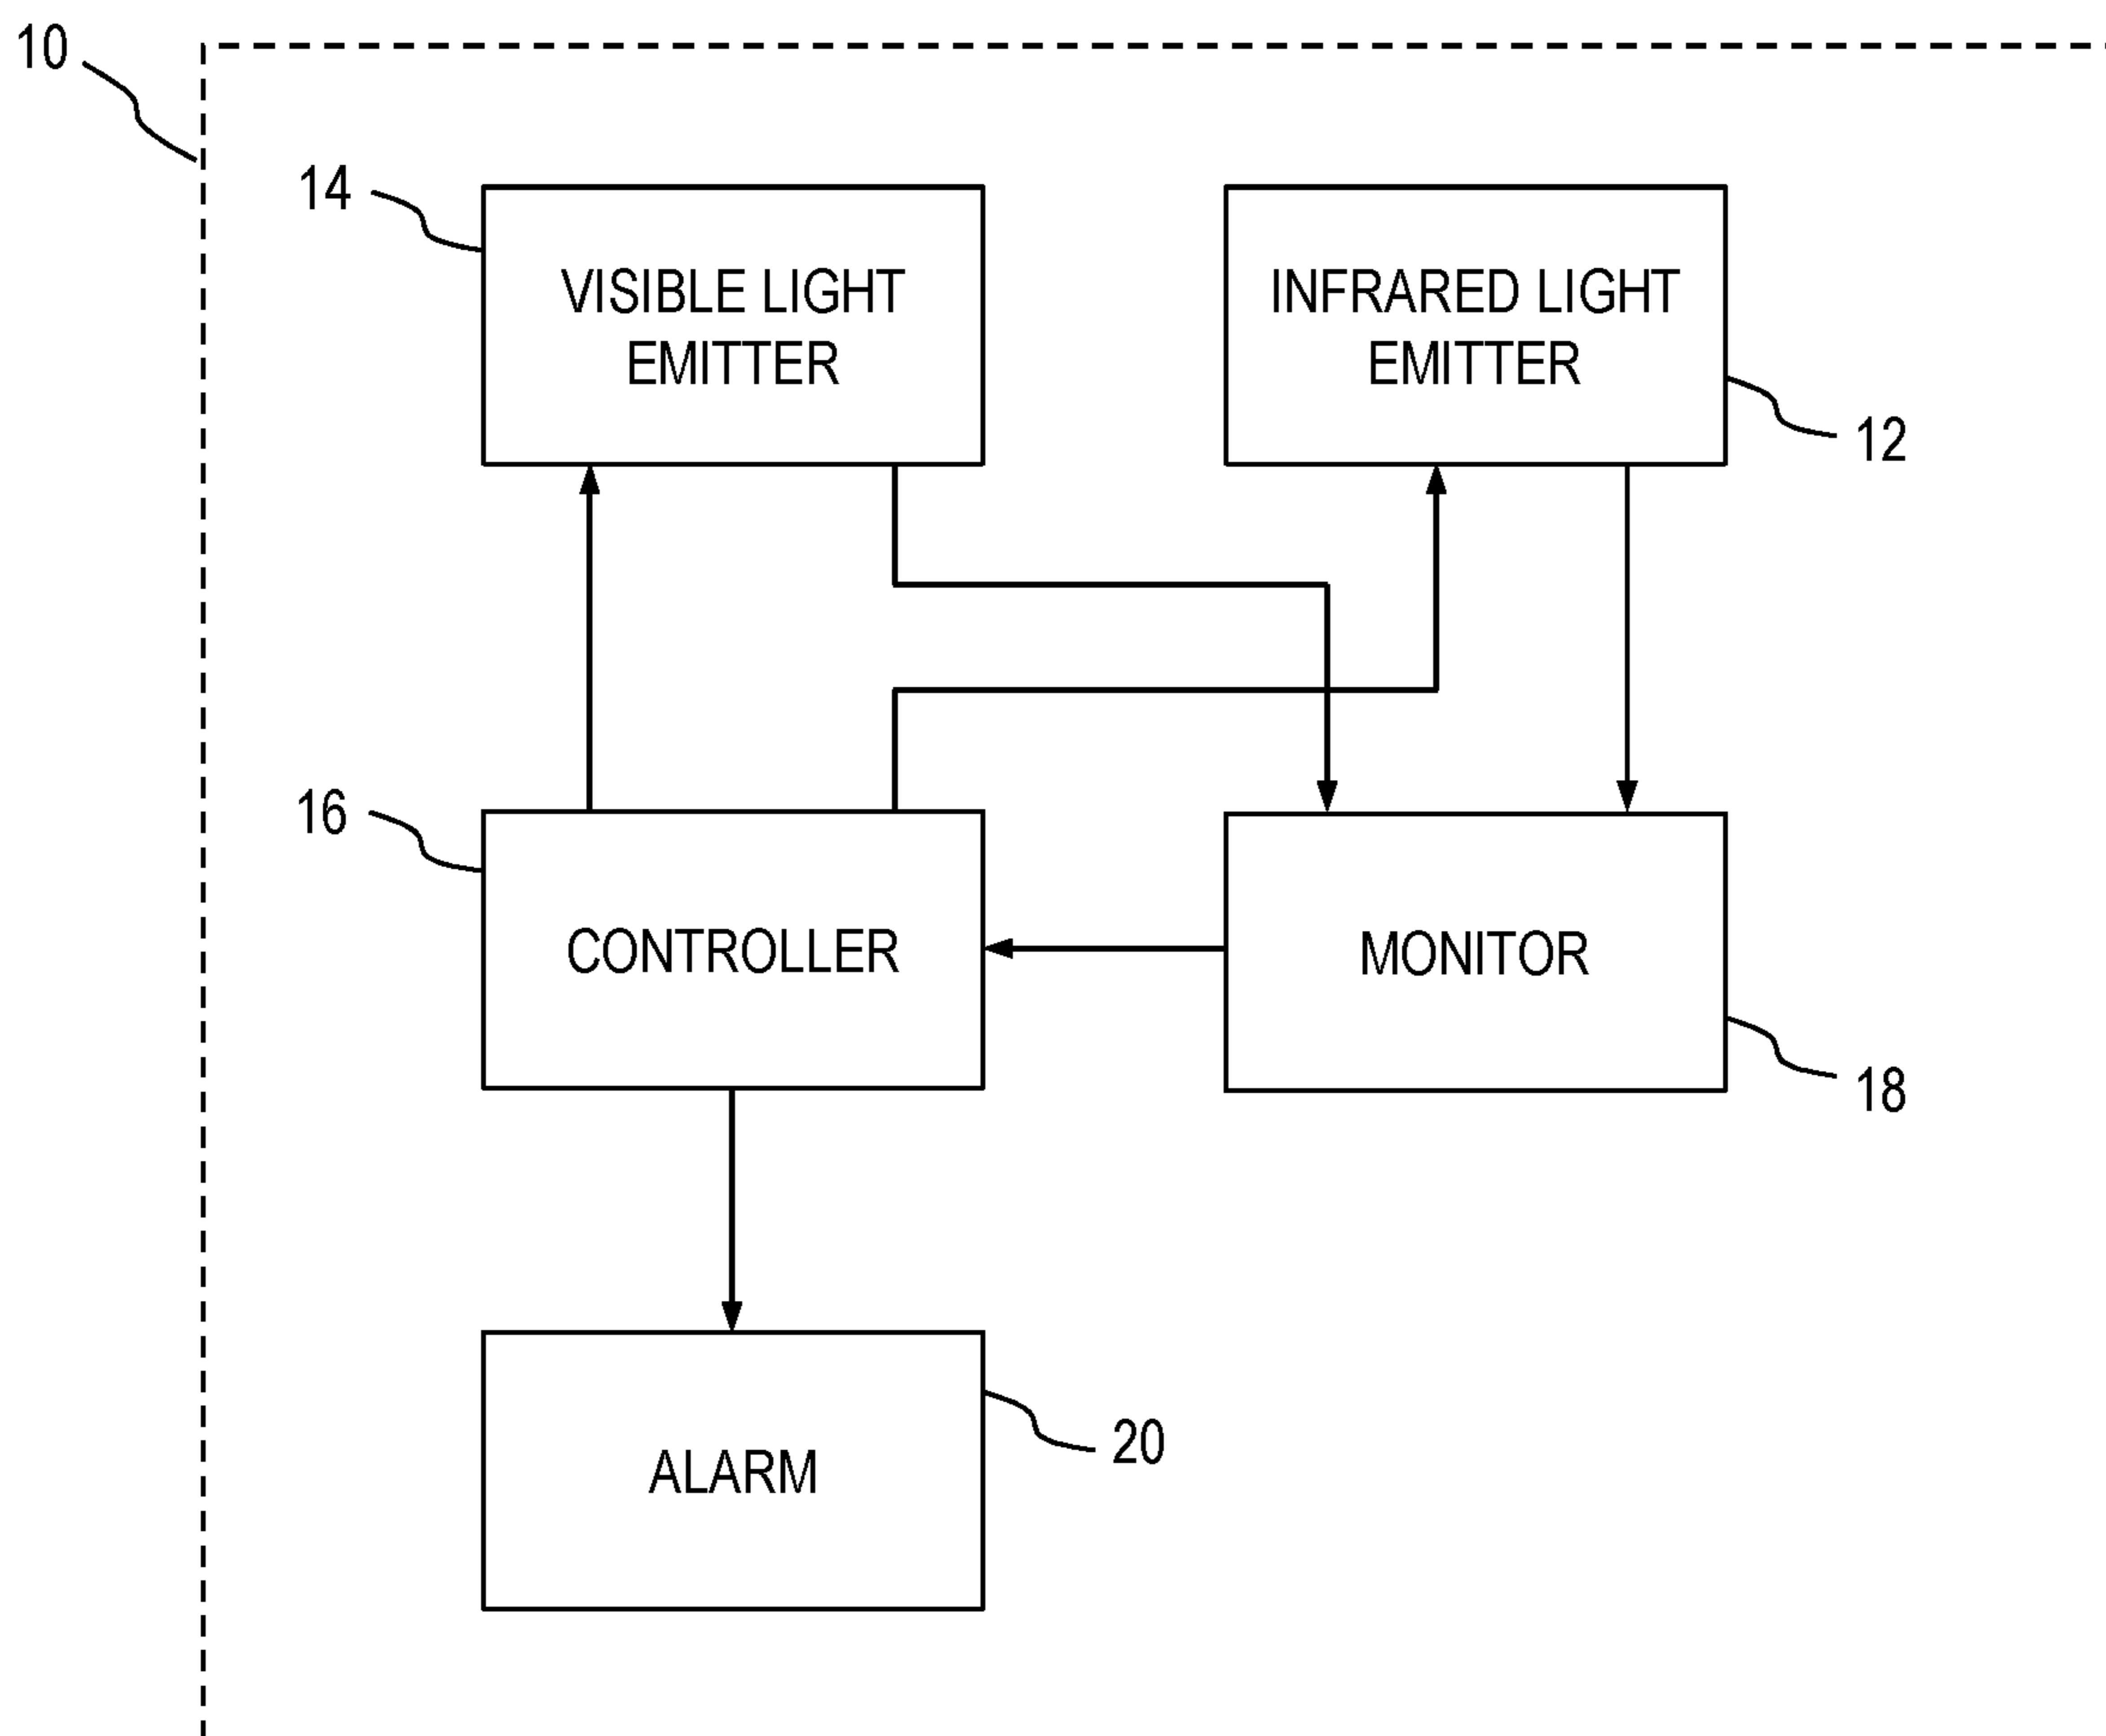 10
14
VISIBLE LIGHT
EMITTER
INFRARED LIGHT
EMITTER
12
16
CONTROLLER
MONITOR
18
ALARM
20